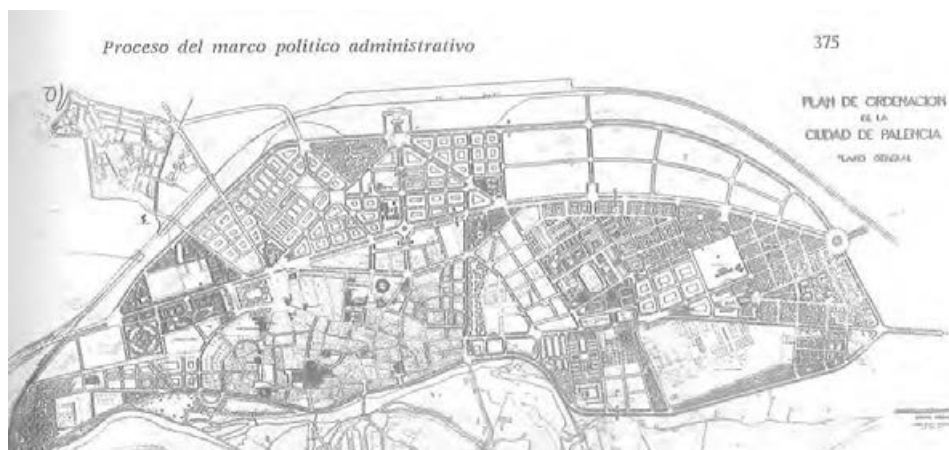 Proceso del marco político administrativo
375
PLAN DE ORDENACION
DE LA
CIUDAD DE PALENCIA
PLANO GENERAL